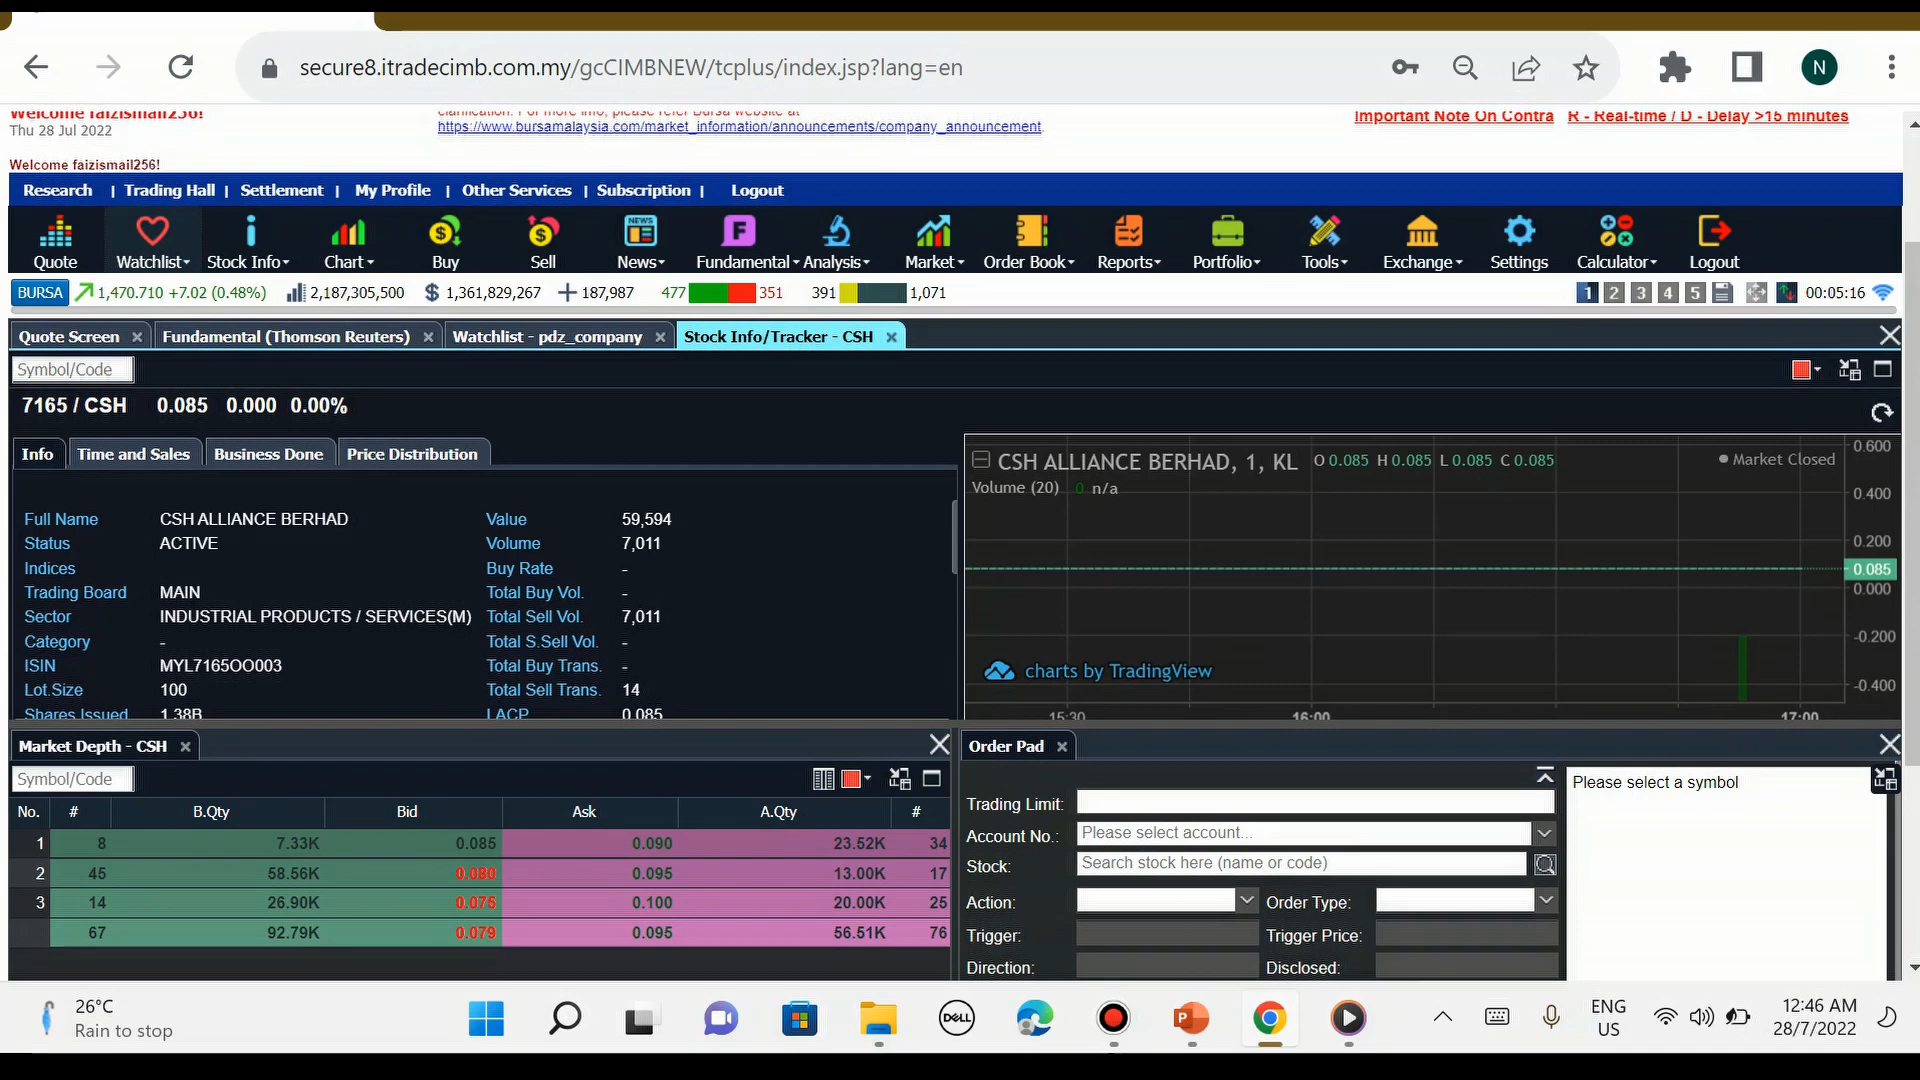 secure8.itradecimb.com.my/gcCIMBNEW/tcplus/index.jsp?lang=en
N
Welcome faizismail256!
clarification. For more info, please refer Bursa website at
Important Note On Contra R - Real-time / D - Delay >15 minutes
Thu 28 Jul 2022
https://www.bursamalaysia.com/market_information/announcements/company_announcement.
Welcome faizismail256!
Research | Trading Hall | Settlement | My Profile | Other Services | Subscription | Logout
NEWS
Quote Watchlist Stock Info Chart Buy Sell News Fundamental Analysis Market Order Book Reports Portfolio Tools Exchange Settings Calculator Logout
BURSA 1,470.710 +7.02 (0.48%) 2,187,305,500 $ 1,361,829,267 187,987 477 351 391 1,071 1 2 3 4 5 00:05:16
Quote Screen Fundamental (Thomson Reuters) Watchlist - pdz_company Stock Info/Tracker - CSH
Symbol/Code
7165 / CSH 0.085 0.000 0.00%
Info Time and Sales Business Done Price Distribution
Full Name CSH ALLIANCE BERHAD Value 59,594
Status ACTIVE Volume 7,011
Indices Buy Rate -
Trading Board MAIN Total Buy Vol. -
Sector INDUSTRIAL PRODUCTS / SERVICES(M) Total Sell Vol. 7,011
Category - Total S.Sell Vol. -
ISIN MYL7165OO003 Total Buy Trans. -
Lot.Size 100 Total Sell Trans. 14
Shares Issued 1.38B LACP 0.085
CSH ALLIANCE BERHAD, 1, KL O 0.085 H 0.085 L 0.085 C 0.085 Market Closed
Volume (20) 0 n/a
0.600
0.400
0.200
0.085
0.000
-0.200
-0.400
charts by TradingView
15:30 16:00 17:00
Market Depth - CSH
Symbol/Code
No. # B.Qty Bid Ask A.Qty #
1 8 7.33K 0.085 0.090 23.52K 34
2 45 58.56K 0.080 0.095 13.00K 17
3 14 26.90K 0.075 0.100 20.00K 25
67 92.79K 0.079 0.095 56.51K 76
Order Pad
Trading Limit:
Account No.: Please select account...
Stock: Search stock here (name or code)
Action: Order Type:
Trigger: Trigger Price:
Direction: Disclosed:
Please select a symbol
26°C
Rain to stop
DELL
P
ENG
US
12:46 AM
28/7/2022